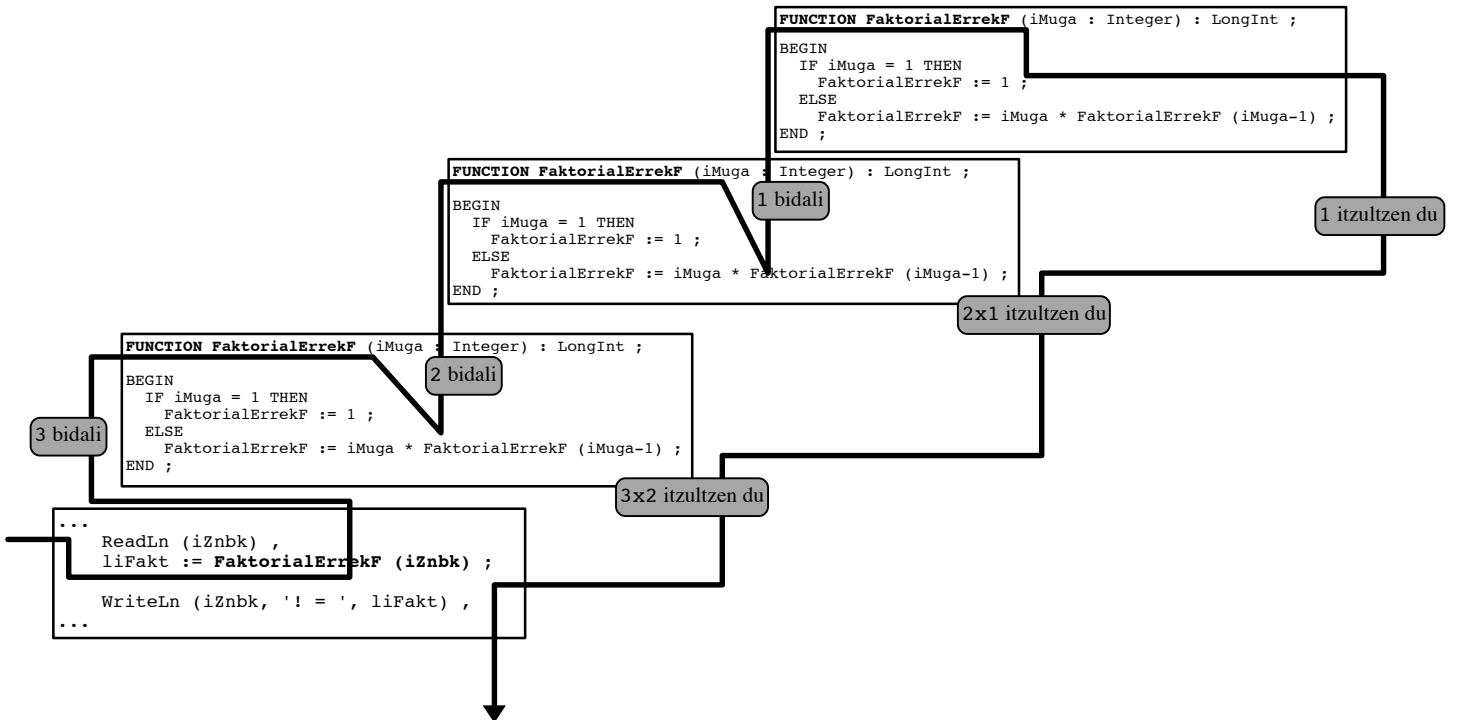 FUNCTION FaktorialErrekF (iMuga : Integer) : LongInt ;
BEGIN
IF iMuga = 1 THEN
FaktorialErrekF := 1 ;
ELSE
FaktorialErrekF := iMuga * FaktorialErrekF (iMuga-1) ;
END ;
FUNCTION FaktorialErrekF (iMuga : Integer) : LongInt ;
1 bidali
1 itzultzen du
BEGIN
IF iMuga = 1 THEN
FaktorialErrekF := 1 ;
ELSE
FaktorialErrekF := iMuga * FaktorialErrekF (iMuga-1) ;
END ;
2x1 itzultzen du
FUNCTION FaktorialErrekF (iMuga : Integer) : LongInt ;
2 bidali
BEGIN
IF iMuga = 1 THEN
FaktorialErrekF := 1 ;
ELSE
FaktorialErrekF := iMuga * FaktorialErrekF (iMuga-1) ;
END ;
3 bidali
3x2 itzultzen du
...
ReadLn (iZnbk) ,
liFakt := FaktorialErrekF (iZnbk) ;
WriteLn (iZnbk, '! = ', liFakt) ,
...